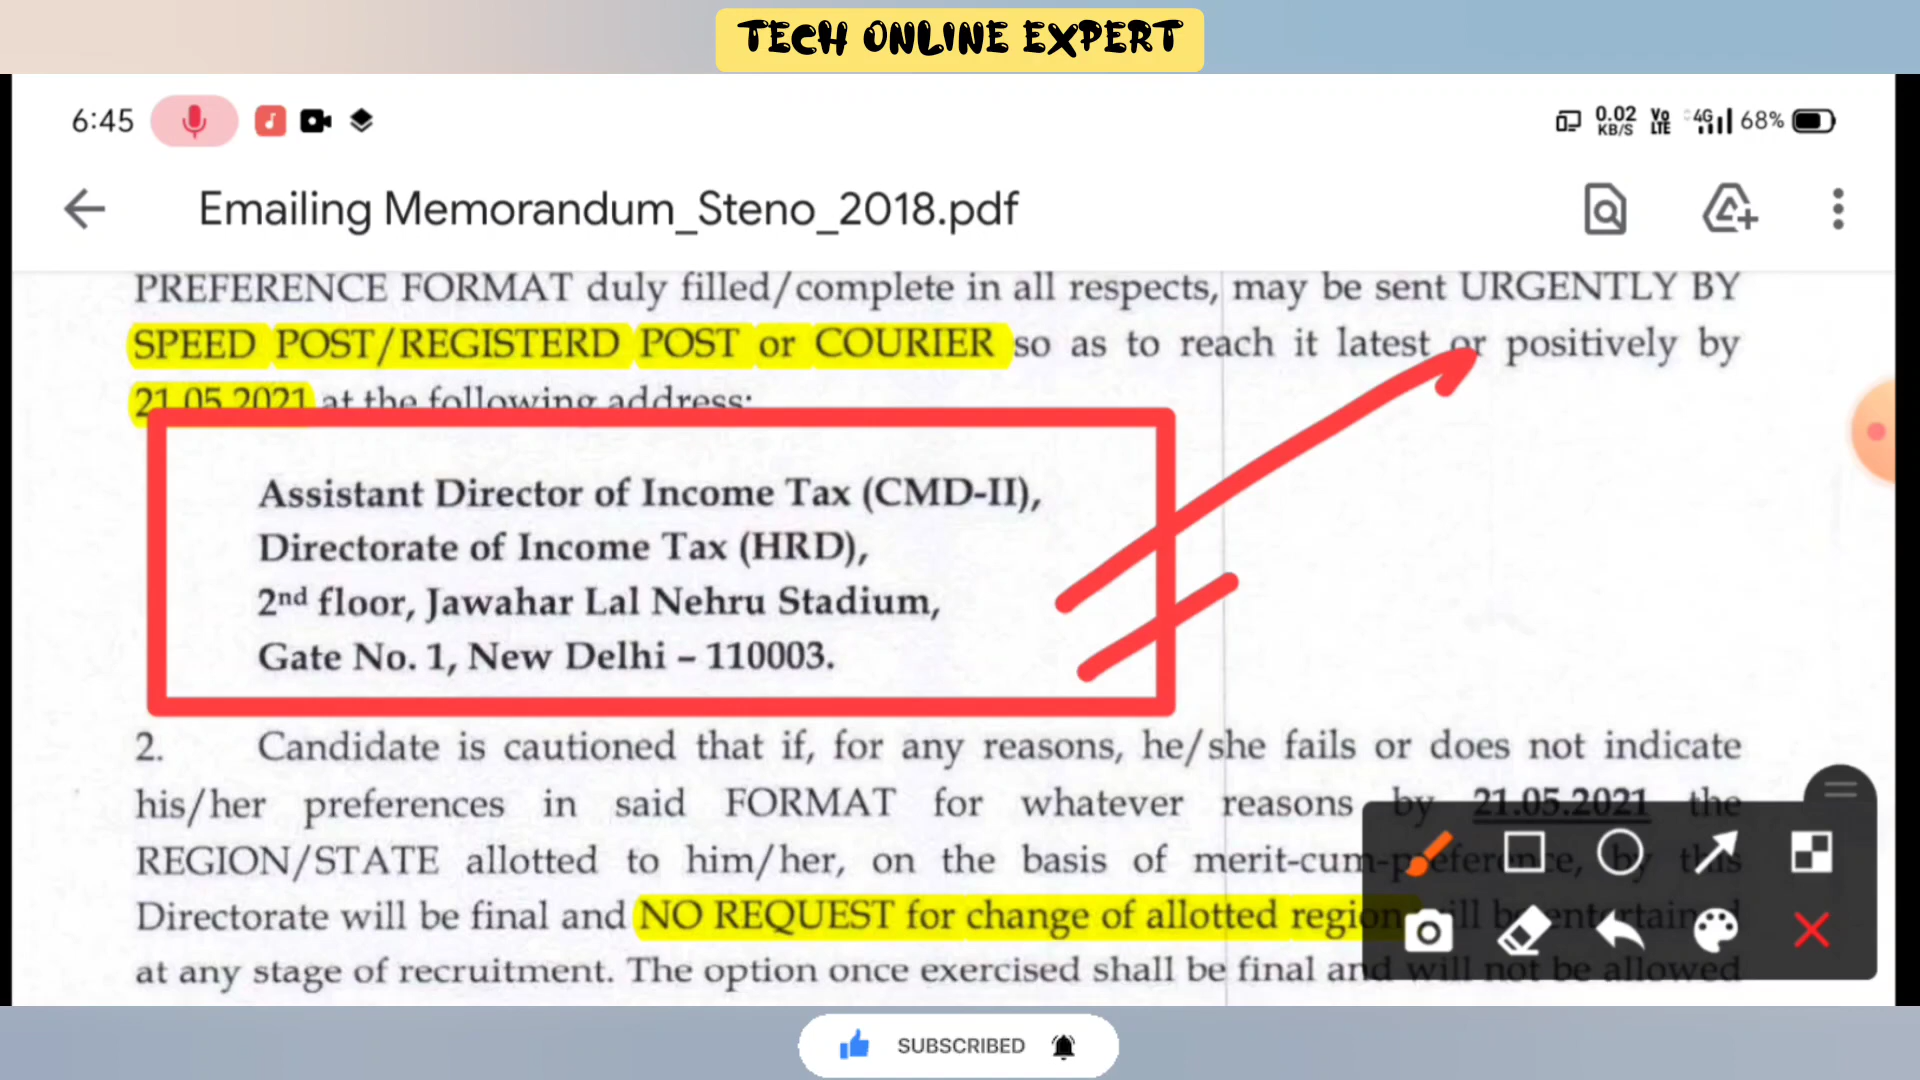 TECH ONLINE EXPERT
6:45 0.02 KB/S Vo LTE 4G 68%
Emailing Memorandum_Steno_2018.pdf
PREFERENCE FORMAT duly filled/complete in all respects, may be sent URGENTLY BY
SPEED POST/REGISTERD POST or COURIER so as to reach it latest or positively by
21.05.2021 at the following address:
Assistant Director of Income Tax (CMD-II),
Directorate of Income Tax (HRD),
2nd floor, Jawahar Lal Nehru Stadium,
Gate No. 1, New Delhi – 110003.
2. Candidate is cautioned that if, for any reasons, he/she fails or does not indicate
his/her preferences in said FORMAT for whatever reasons by 21.05.2021 the
REGION/STATE allotted to him/her, on the basis of merit-cum-preference, by this
Directorate will be final and NO REQUEST for change of allotted region will be entertained
at any stage of recruitment. The option once exercised shall be final and will not be allowed
SUBSCRIBED